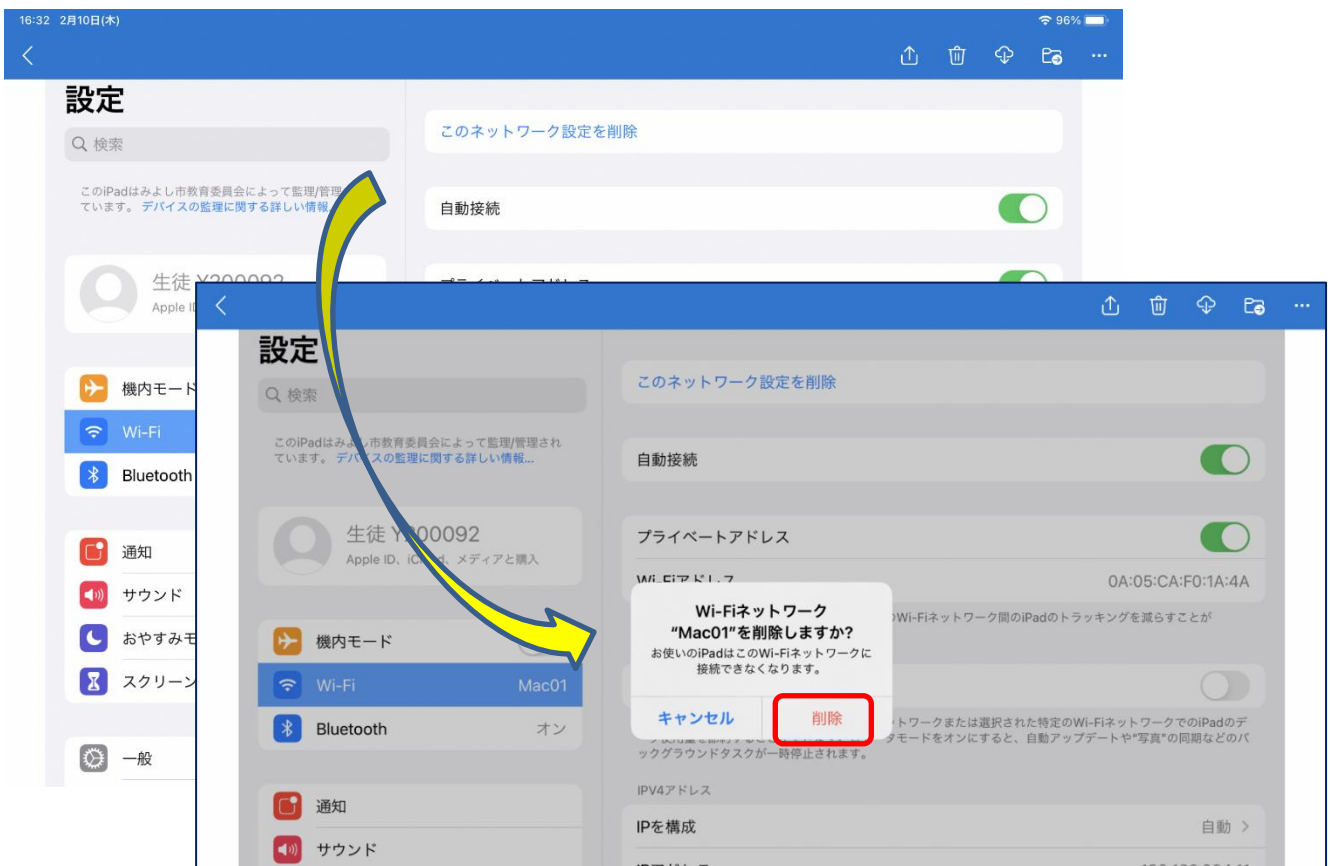 16:32 2月10日(木)
96%
設定
検索
このiPadはみよし市教育委員会によって監理/管理
ています。 デバイスの監理に関する詳しい情報
生徒 Y200092
Apple ID
機内モード
Wi-Fi
Bluetooth
通知
サウンド
おやすみモ
スクリーン
一般
このネットワーク設定を削除
自動接続
プライベートアドレス
設定
検索
このiPadはみよし市教育委員会によって監理/管理され
ています。 デバイスの監理に関する詳しい情報...
生徒 Y200092
Apple ID、iCloud、メディアと購入
機内モード
Wi-Fi Mac01
Bluetooth オン
通知
サウンド
このネットワーク設定を削除
自動接続
プライベートアドレス
Wi-Fiアドレス 0A:05:CA:F0:1A:4A
Wi-Fiネットワーク間のiPadのトラッキングを減らすことが
Wi-Fiネットワーク
“Mac01”を削除しますか?
お使いのiPadはこのWi-Fiネットワークに
接続できなくなります。
キャンセル 削除
トワークまたは選択された特定のWi-FiネットワークでのiPadのデ
タモードをオンにすると、自動アップデートや“写真”の同期などのバ
ックグラウンドタスクが一時停止されます。
IPV4アドレス
IPを構成 自動